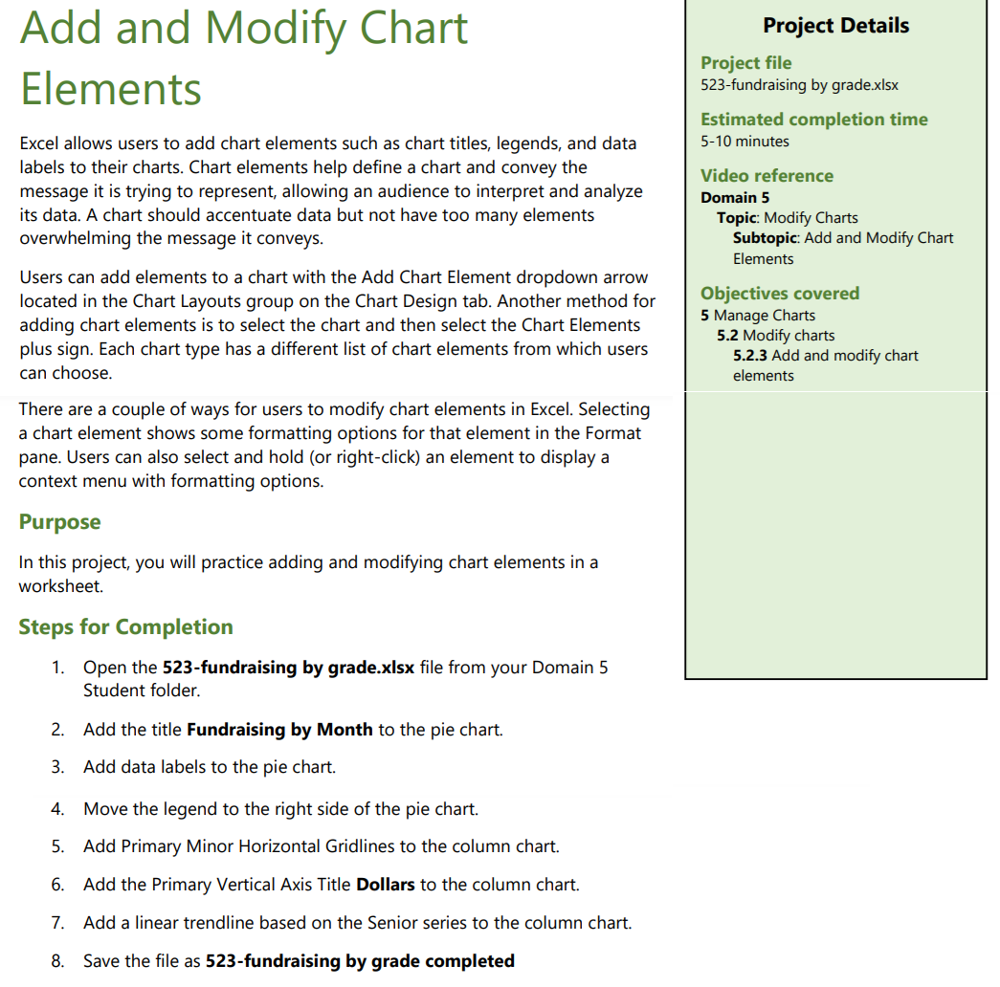 Add and Modify Chart
Elements
Excel allows users to add chart elements such as chart titles, legends, and data
labels to their charts. Chart elements help define a chart and convey the
message it is trying to represent, allowing an audience to interpret and analyze
its data. A chart should accentuate data but not have too many elements
overwhelming the message it conveys.
Users can add elements to a chart with the Add Chart Element dropdown arrow
located in the Chart Layouts group on the Chart Design tab. Another method for
adding chart elements is to select the chart and then select the Chart Elements
plus sign. Each chart type has a different list of chart elements from which users
can choose.
There are a couple of ways for users to modify chart elements in Excel. Selecting
a chart element shows some formatting options for that element in the Format
pane. Users can also select and hold (or right-click) an element to display a
context menu with formatting options.
Purpose
In this project, you will practice adding and modifying chart elements in a
worksheet.
Steps for Completion
1. Open the 523-fundraising by grade.xlsx file from your Domain 5
Student folder.
2. Add the title Fundraising by Month to the pie chart.
3. Add data labels to the pie chart.
4. Move the legend to the right side of the pie chart.
5. Add Primary Minor Horizontal Gridlines to the column chart.
6. Add the Primary Vertical Axis Title Dollars to the column chart.
7. Add a linear trendline based on the Senior series to the column chart.
8. Save the file as 523-fundraising by grade completed
Project Details
Project file
523-fundraising by grade.xlsx
Estimated completion time
5-10 minutes
Video reference
Domain 5
Topic: Modify Charts
Subtopic: Add and Modify Chart
Elements
Objectives covered
5 Manage Charts
5.2 Modify charts
5.2.3 Add and modify chart
elements